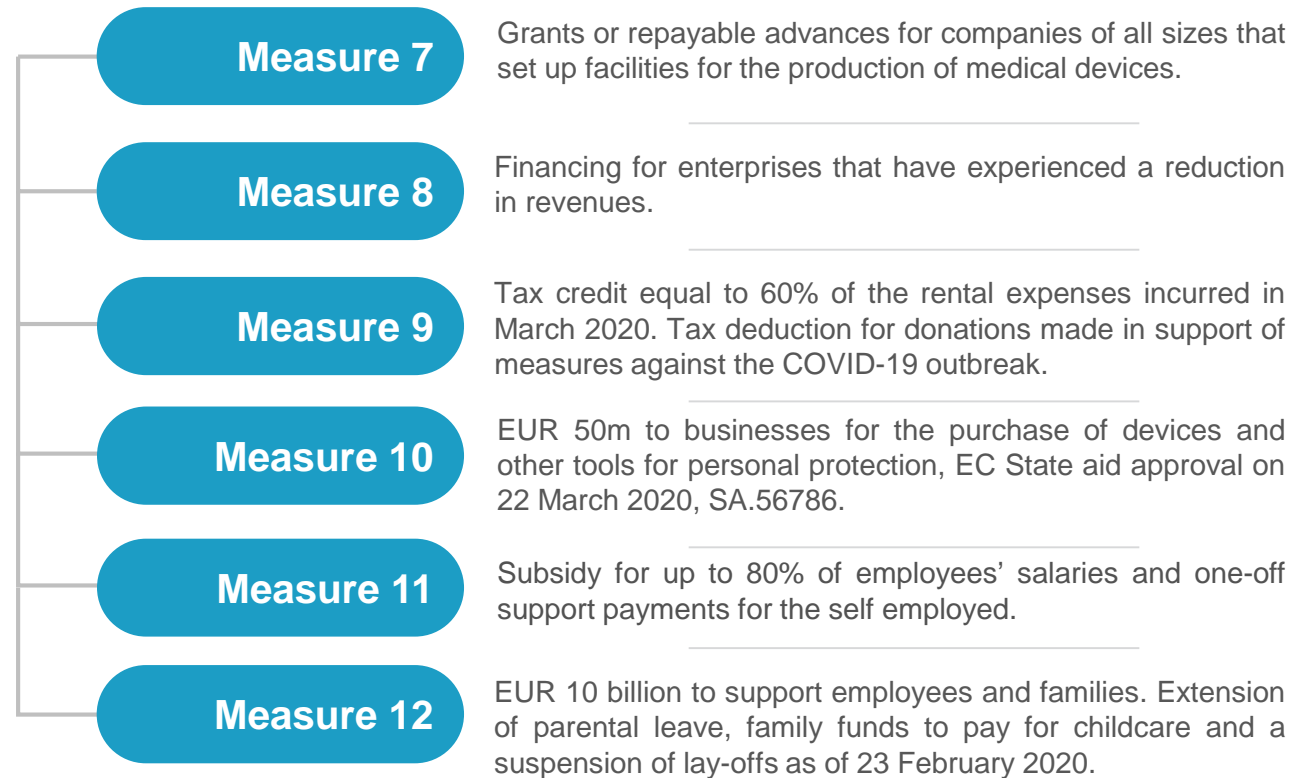 Measure 7
Grants or repayable advances for companies of all sizes that
set up facilities for the production of medical devices.
Measure 8
Financing for enterprises that have experienced a reduction
in revenues.
Measure 9
Tax credit equal to 60% of the rental expenses incurred in
March 2020. Tax deduction for donations made in support of
measures against the COVID-19 outbreak.
Measure 10
EUR 50m to businesses for the purchase of devices and
other tools for personal protection, EC State aid approval on
22 March 2020, SA.56786.
Measure 11
Subsidy for up to 80% of employees’ salaries and one-off
support payments for the self employed.
Measure 12
EUR 10 billion to support employees and families. Extension
of parental leave, family funds to pay for childcare and a
suspension of lay-offs as of 23 February 2020.